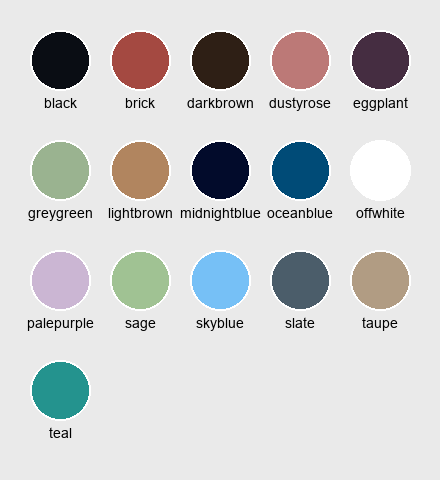 black brick darkbrown dustyrose eggplant
greygreen lightbrown midnightblue oceanblue offwhite
palepurple sage skyblue slate taupe
teal